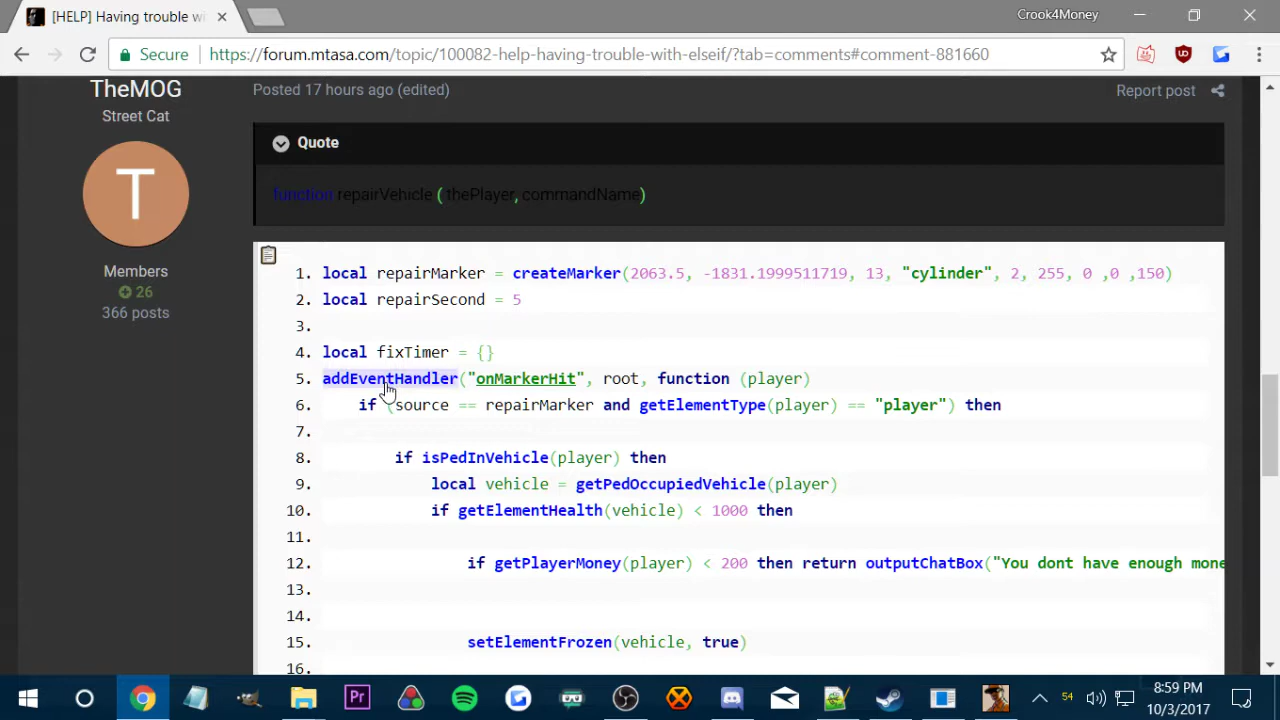 [HELP] Having trouble wi
Crook4Money
Secure
https://forum.mtasa.com/topic/100082-help-having-trouble-with-elseif/?tab=comments#comment-881660
TheMOG
Street Cat
T
Members
26
366 posts
Posted 17 hours ago (edited)
Report post
Quote
function repairVehicle ( thePlayer, commandName)
1. local repairMarker = createMarker(2063.5, -1831.1999511719, 13, "cylinder", 2, 255, 0 ,0 ,150)
2. local repairSecond = 5
3.
4. local fixTimer = {}
5. addEventHandler("onMarkerHit", root, function (player)
6. if (source == repairMarker and getElementType(player) == "player") then
7.
8. if isPedInVehicle(player) then
9. local vehicle = getPedOccupiedVehicle(player)
10. if getElementHealth(vehicle) < 1000 then
11.
12. if getPlayerMoney(player) < 200 then return outputChatBox("You dont have enough mone
13.
14.
15. setElementFrozen(vehicle, true)
16.
Pr
54
8:59 PM
10/3/2017